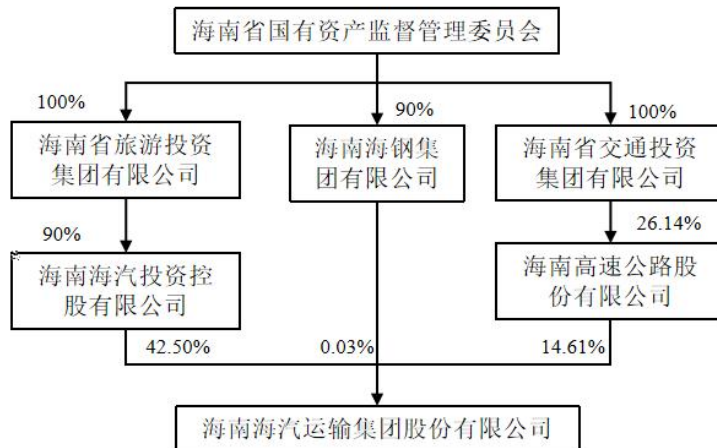 海南省国有资产监督管理委员会
100%
90%
100%
海南省旅游投资
集团有限公司
海南海钢集
团有限公司
海南省交通投资
集团有限公司
90%
26.14%
海南海汽投资控
股有限公司
海南高速公路股
份有限公司
42.50%
0.03%
14.61%
海南海汽运输集团股份有限公司